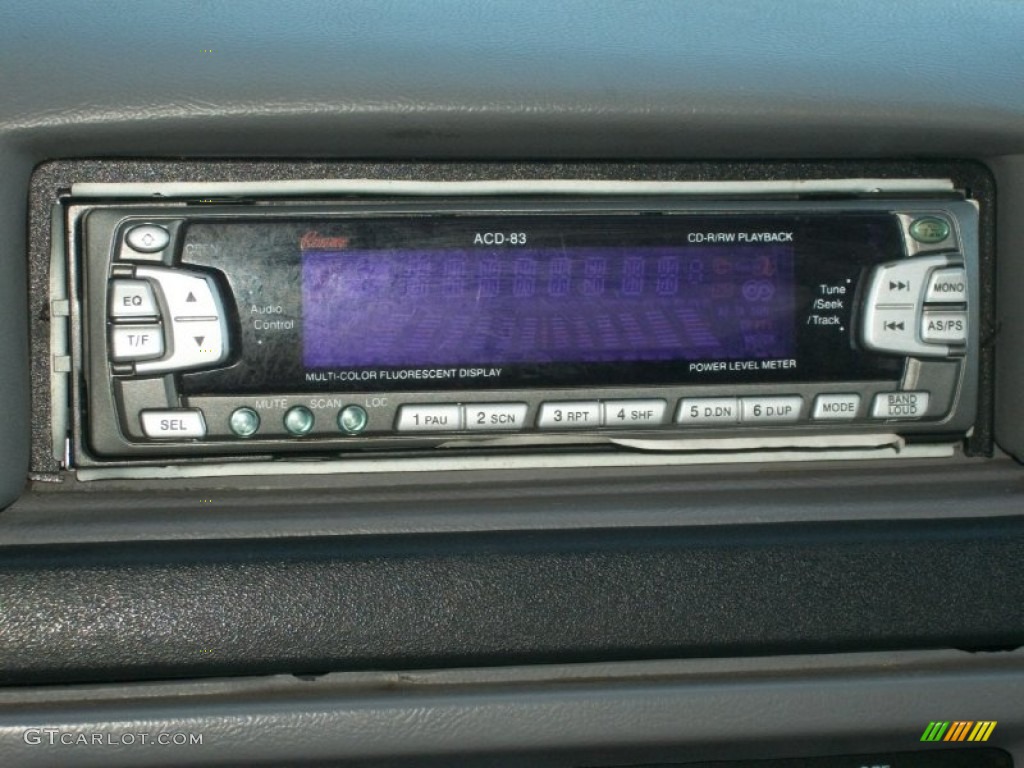 OPEN
ACD-83
CD-R/RW PLAYBACK
EQ
T/F
Audio
Control
Tune
/Seek
/Track
MONO
AS/PS
MULTI-COLOR FLUORESCENT DISPLAY
POWER LEVEL METER
MUTE
SCAN
LOC
SEL
1 PAU
2 SCN
3 RPT
4 SHF
5 D.DN
6 D.UP
MODE
BAND
LOUD
GTCARLOT.COM